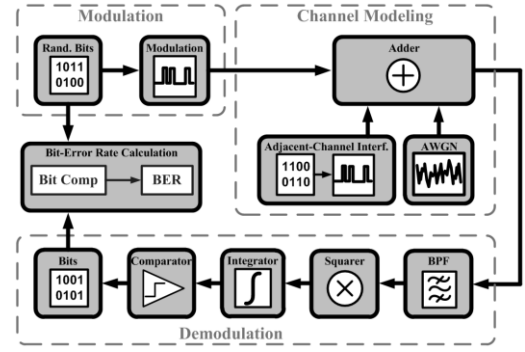 Modulation
Channel Modeling
Rand. Bits
1011
0100
Modulation
Adder
Bit-Error Rate Calculation
Bit Comp
BER
Adjacent-Channel Interf.
1100
0110
AWGN
Bits
1001
0101
Comparator
Integrator
Squarer
BPF
Demodulation